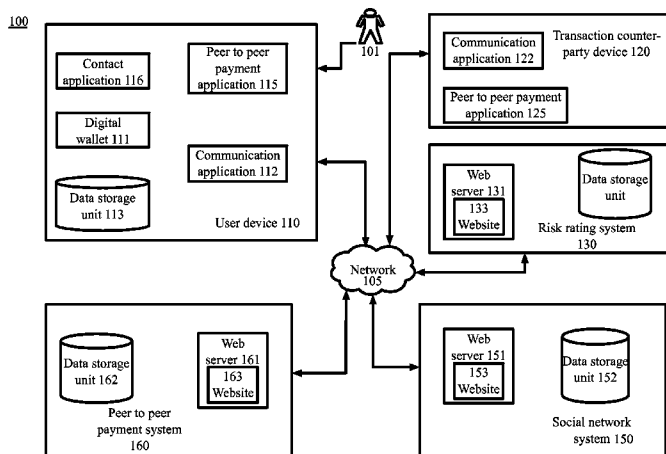 100
Contact
application 116
Digital
wallet 111
Data storage
unit 113
Peer to peer
payment
application 115
Communication
application 112
User device 110
101
Transaction counter-
party device 120
Communication
application 122
Peer to peer payment
application 125
Web
server 131
133
Website
Data storage
unit
Risk rating system
130
Network
105
Data storage
unit 162
Web
server 161
163
Website
Peer to peer
payment system
160
Web
server 151
153
Website
Data storage
unit 152
Social network
system 150